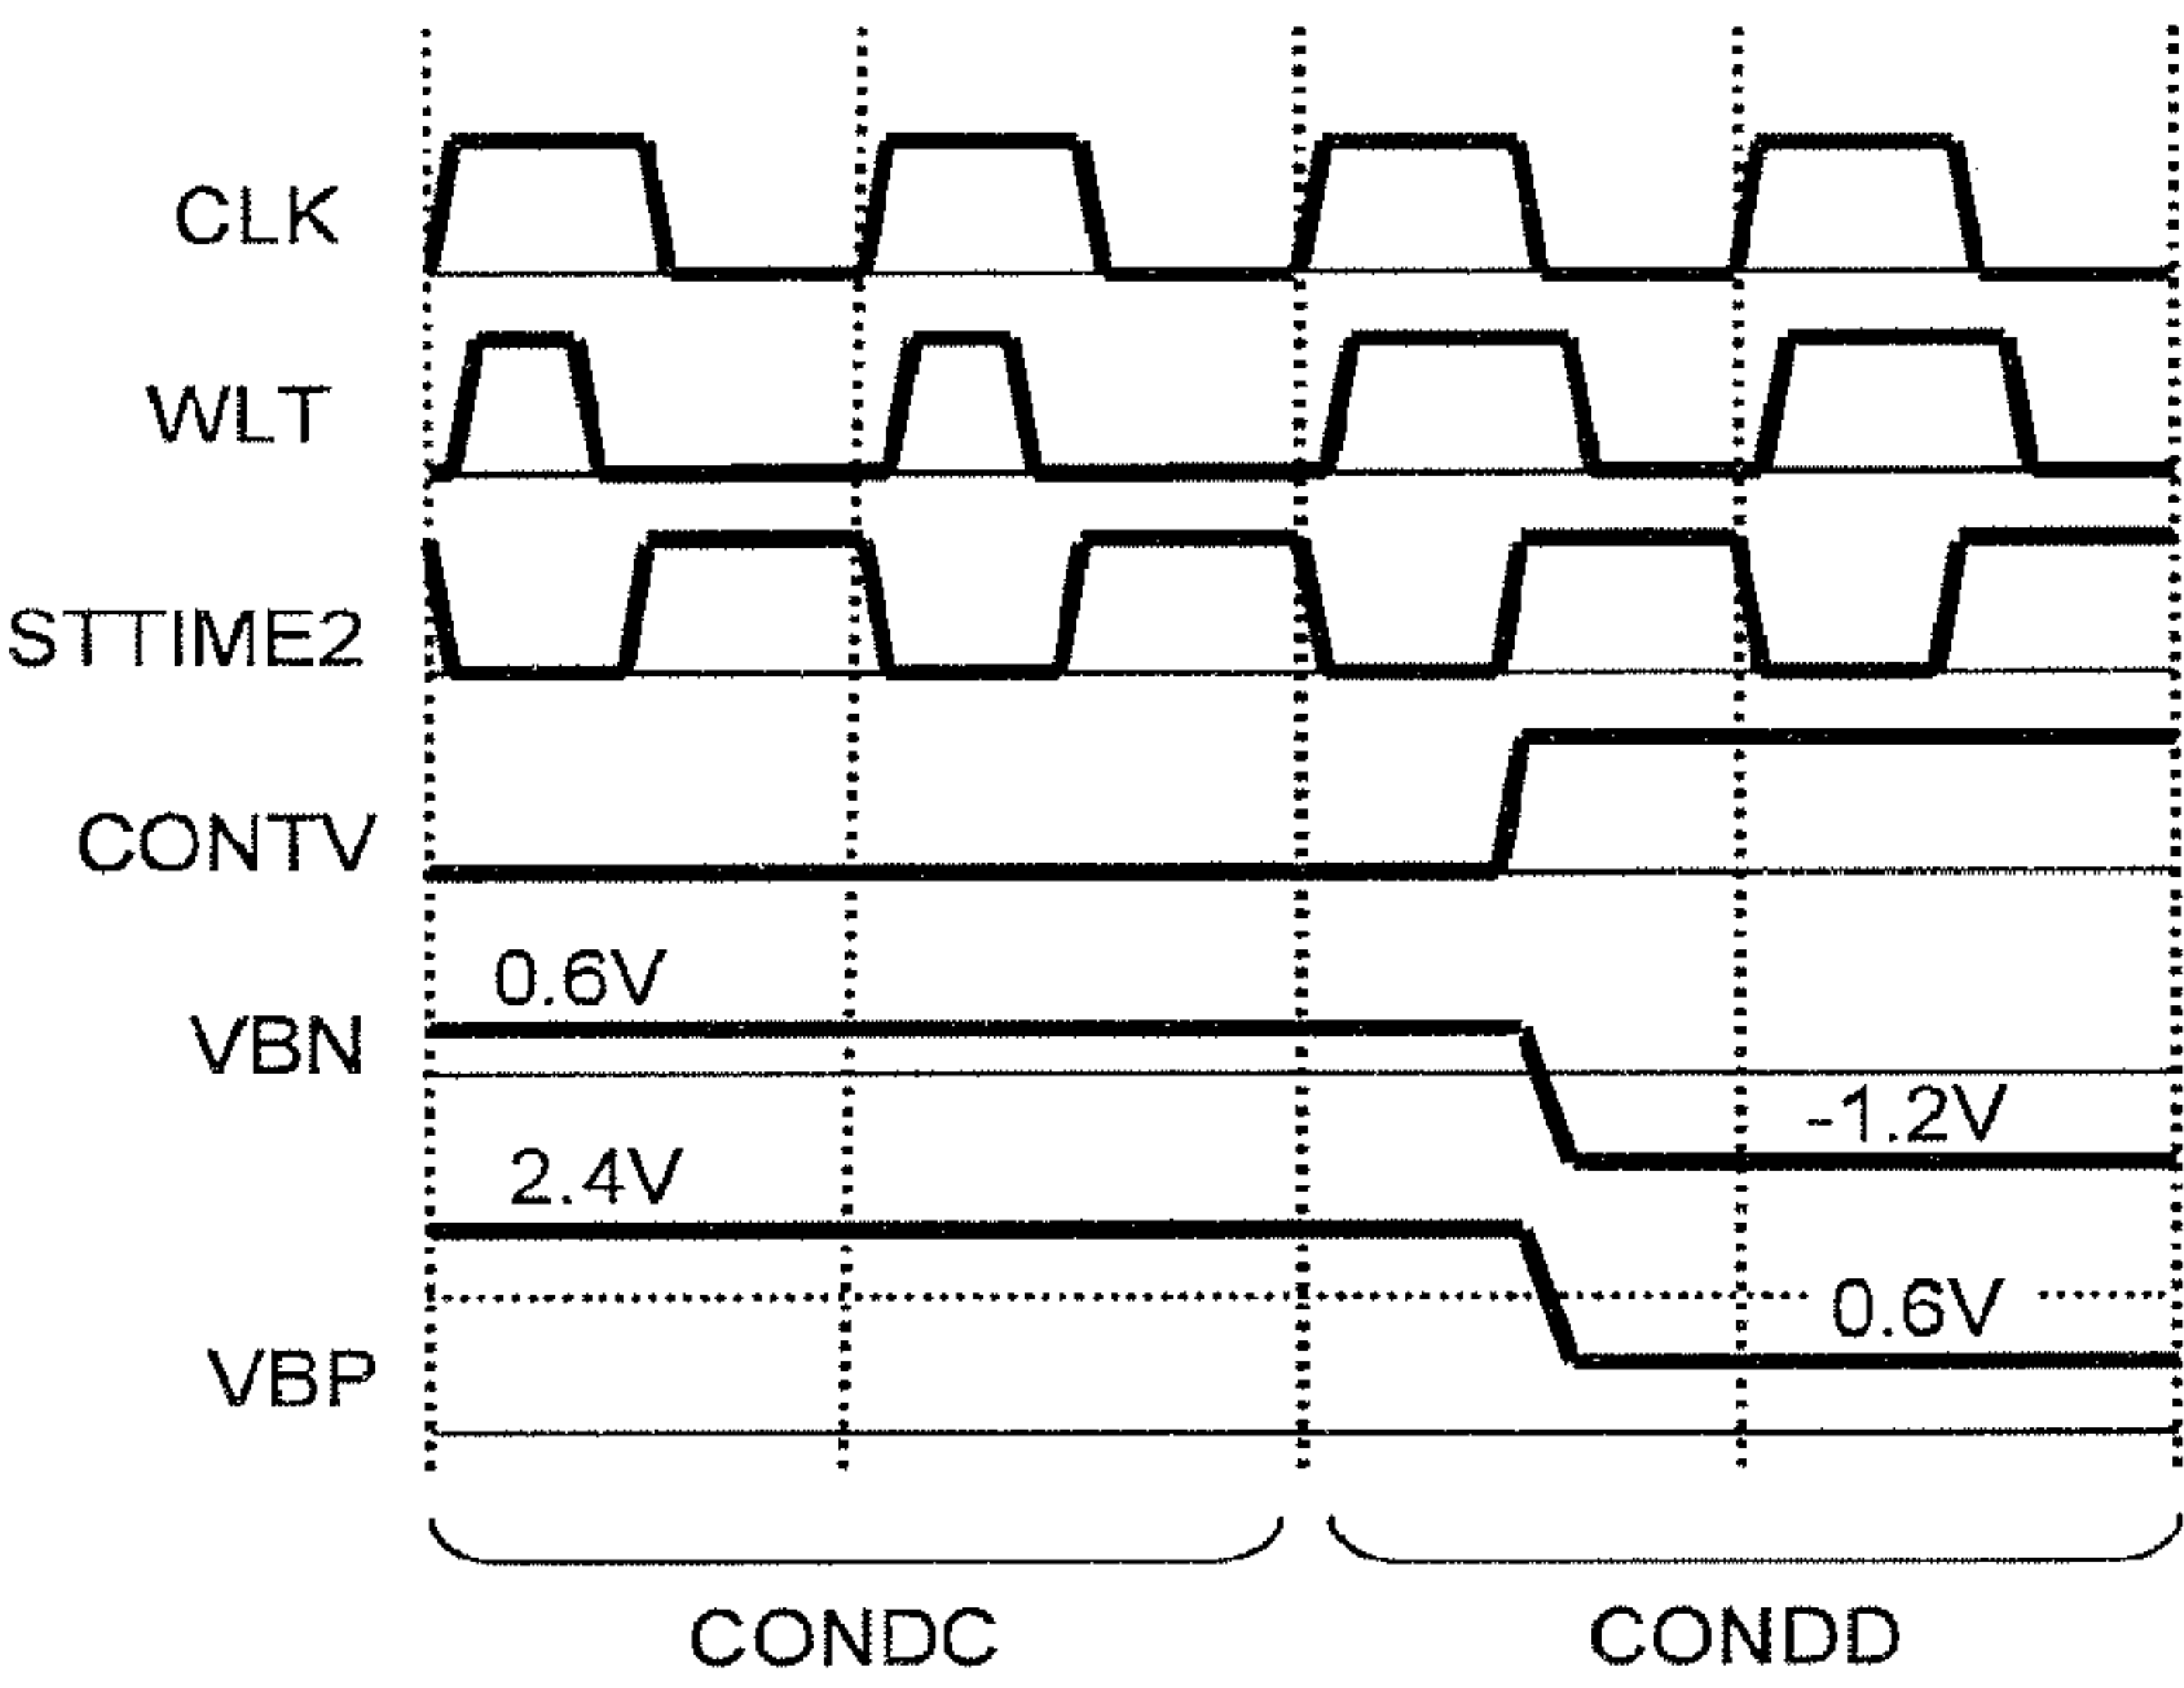 CLK
WLT
STTIME2
CONTV
0.6V
VBN
-1.2V
2.4V
0.6V
VBP
CONDC CONDD